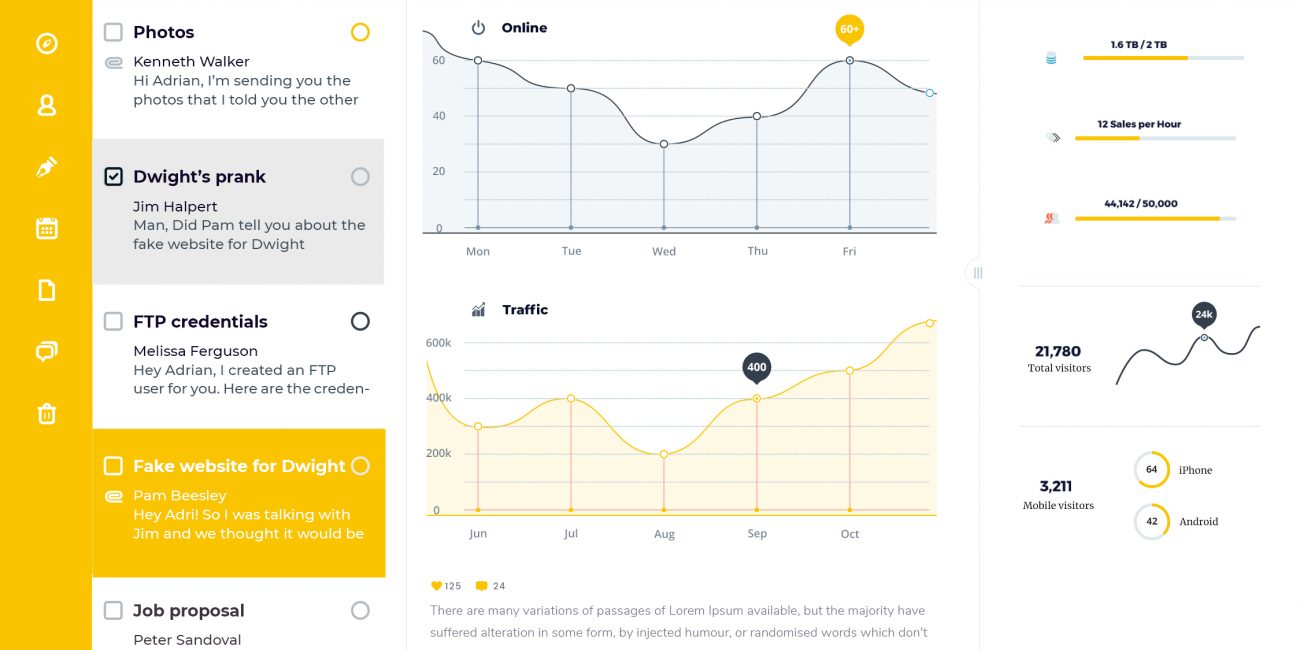 Photos
Kenneth Walker
Hi Adrian, I’m sending you the
photos that I told you the other
Dwight’s prank
Jim Halpert
Man, Did Pam tell you about the
fake website for Dwight
FTP credentials
Melissa Ferguson
Hey Adrian, I created an FTP
user for you. Here are the creden-
Fake website for Dwight
Pam Beesley
Hey Adri! So I was talking with
Jim and we thought it would be
Job proposal
Peter Sandoval
Online
60+
60
40
20
0
Mon Tue Wed Thu Fri
Traffic
600k
400
400k
200k
0
Jun Jul Aug Sep Oct
125 24
There are many variations of passages of Lorem Ipsum available, but the majority have
suffered alteration in some form, by injected humour, or randomised words which don't
1.6 TB / 2 TB
12 Sales per Hour
44,142 / 50,000
24k
21,780
Total visitors
64 iPhone
3,211
Mobile visitors
42 Android